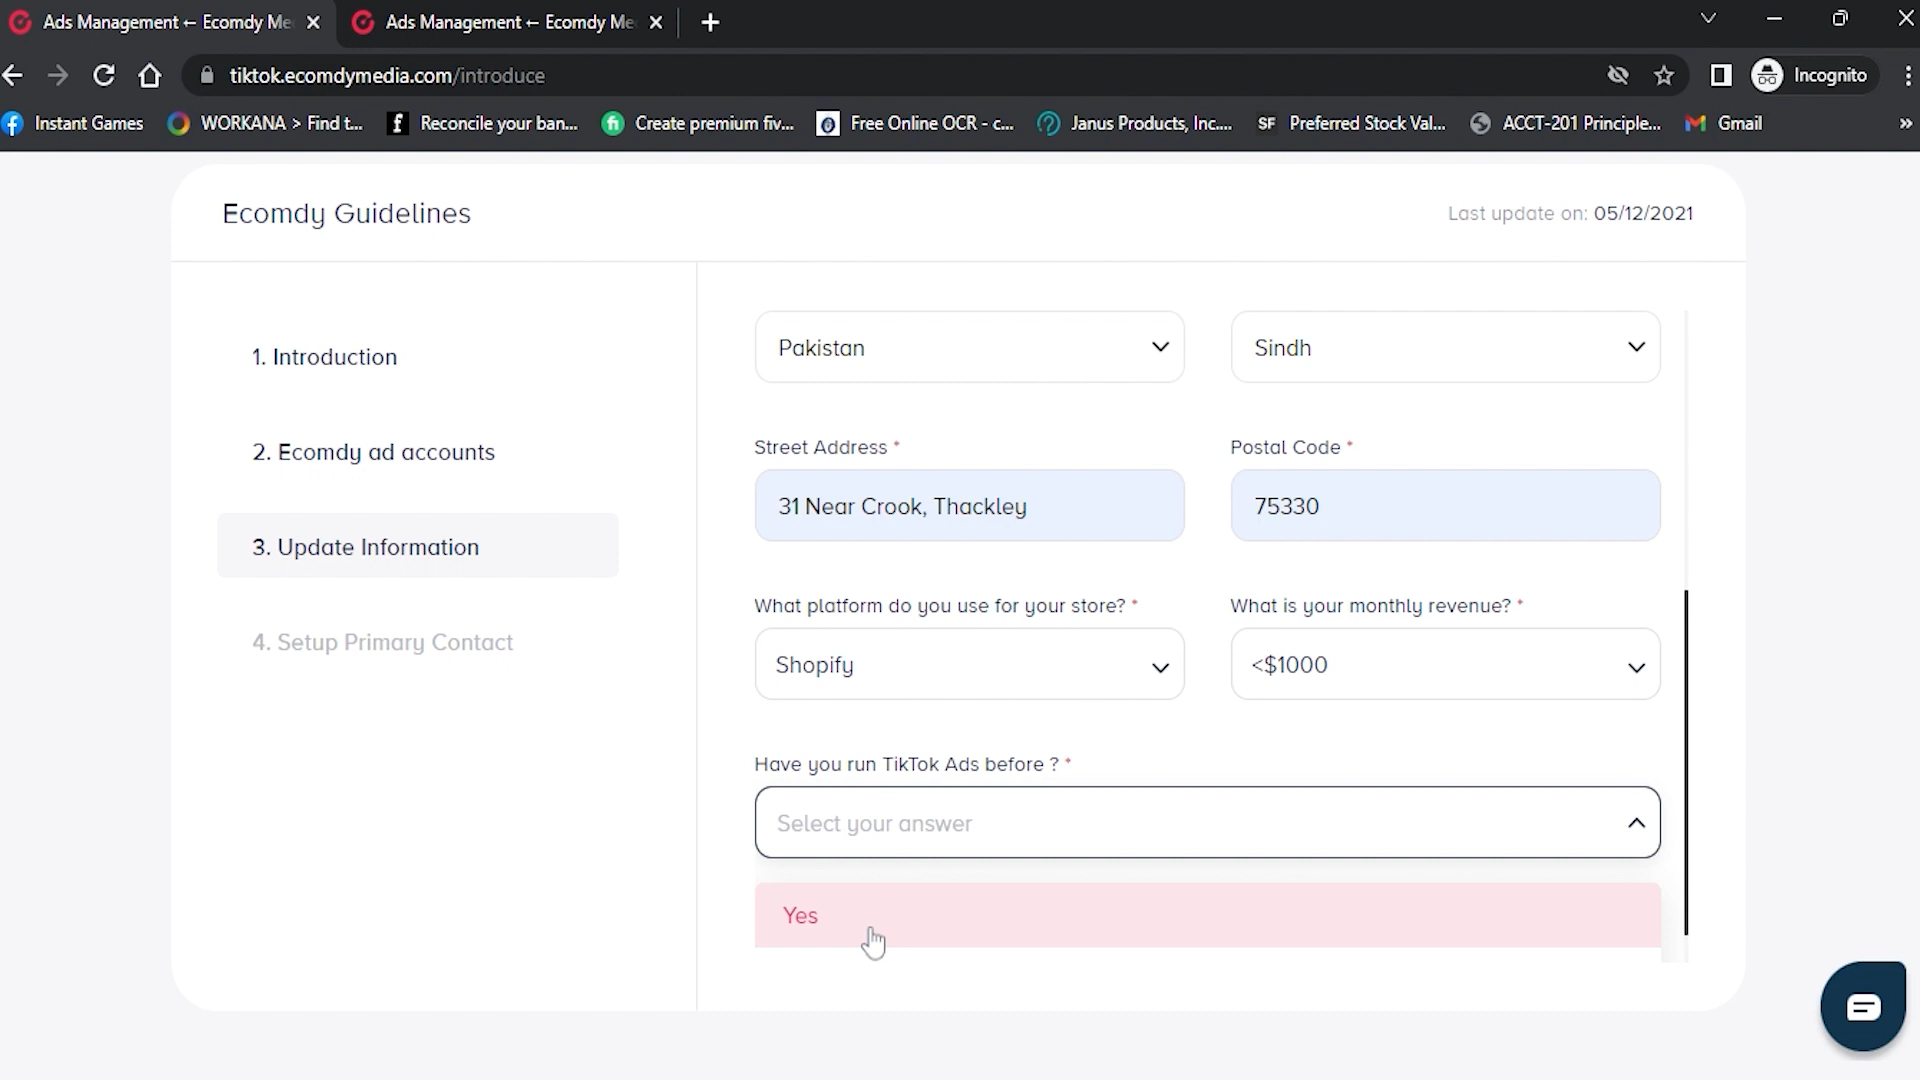 Ads Management ← Ecomdy Me
Ads Management ← Ecomdy Me
tiktok.ecomdymedia.com/introduce
Incognito
Instant Games
WORKANA > Find t...
Reconcile your ban...
Create premium fiv...
Free Online OCR - c...
Janus Products, Inc....
SF Preferred Stock Val...
ACCT-201 Principle...
Gmail
Ecomdy Guidelines
Last update on: 05/12/2021
1. Introduction
2. Ecomdy ad accounts
3. Update Information
4. Setup Primary Contact
Pakistan
Sindh
Street Address *
Postal Code *
31 Near Crook, Thackley
75330
What platform do you use for your store? *
What is your monthly revenue? *
Shopify
<$1000
Have you run TikTok Ads before ? *
Select your answer
Yes